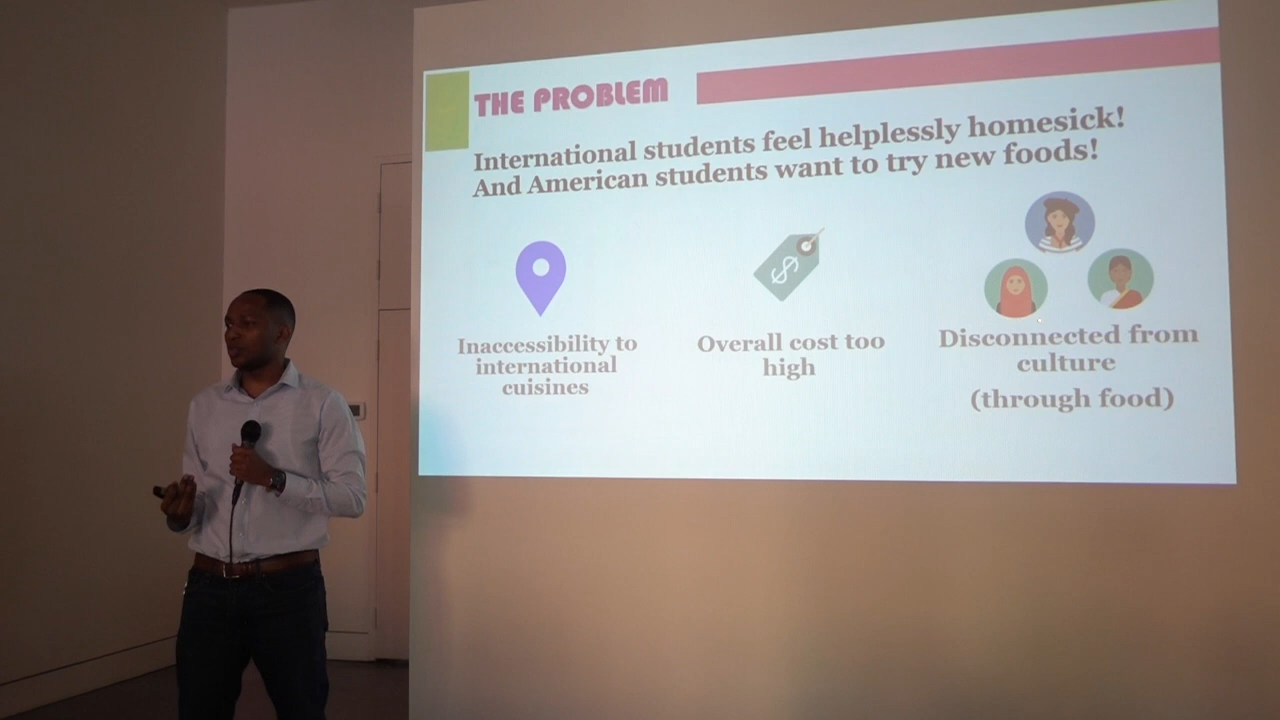 THE PROBLEM
International students feel helplessly homesick!
And American students want to try new foods!
$
Inaccessibility to
international
cuisines
Overall cost too
high
Disconnected from
culture
(through food)